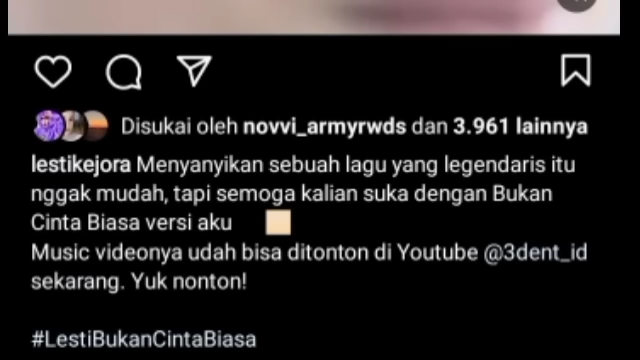 Disukai oleh novvi_armyrwds dan 3.961 lainnya
lestikejora Menyanyikan sebuah lagu yang legendaris itu
nggak mudah, tapi semoga kalian suka dengan Bukan
Cinta Biasa versi aku
Music videonya udah bisa ditonton di Youtube @3dent_id
sekarang. Yuk nonton!
#LestiBukanCintaBiasa